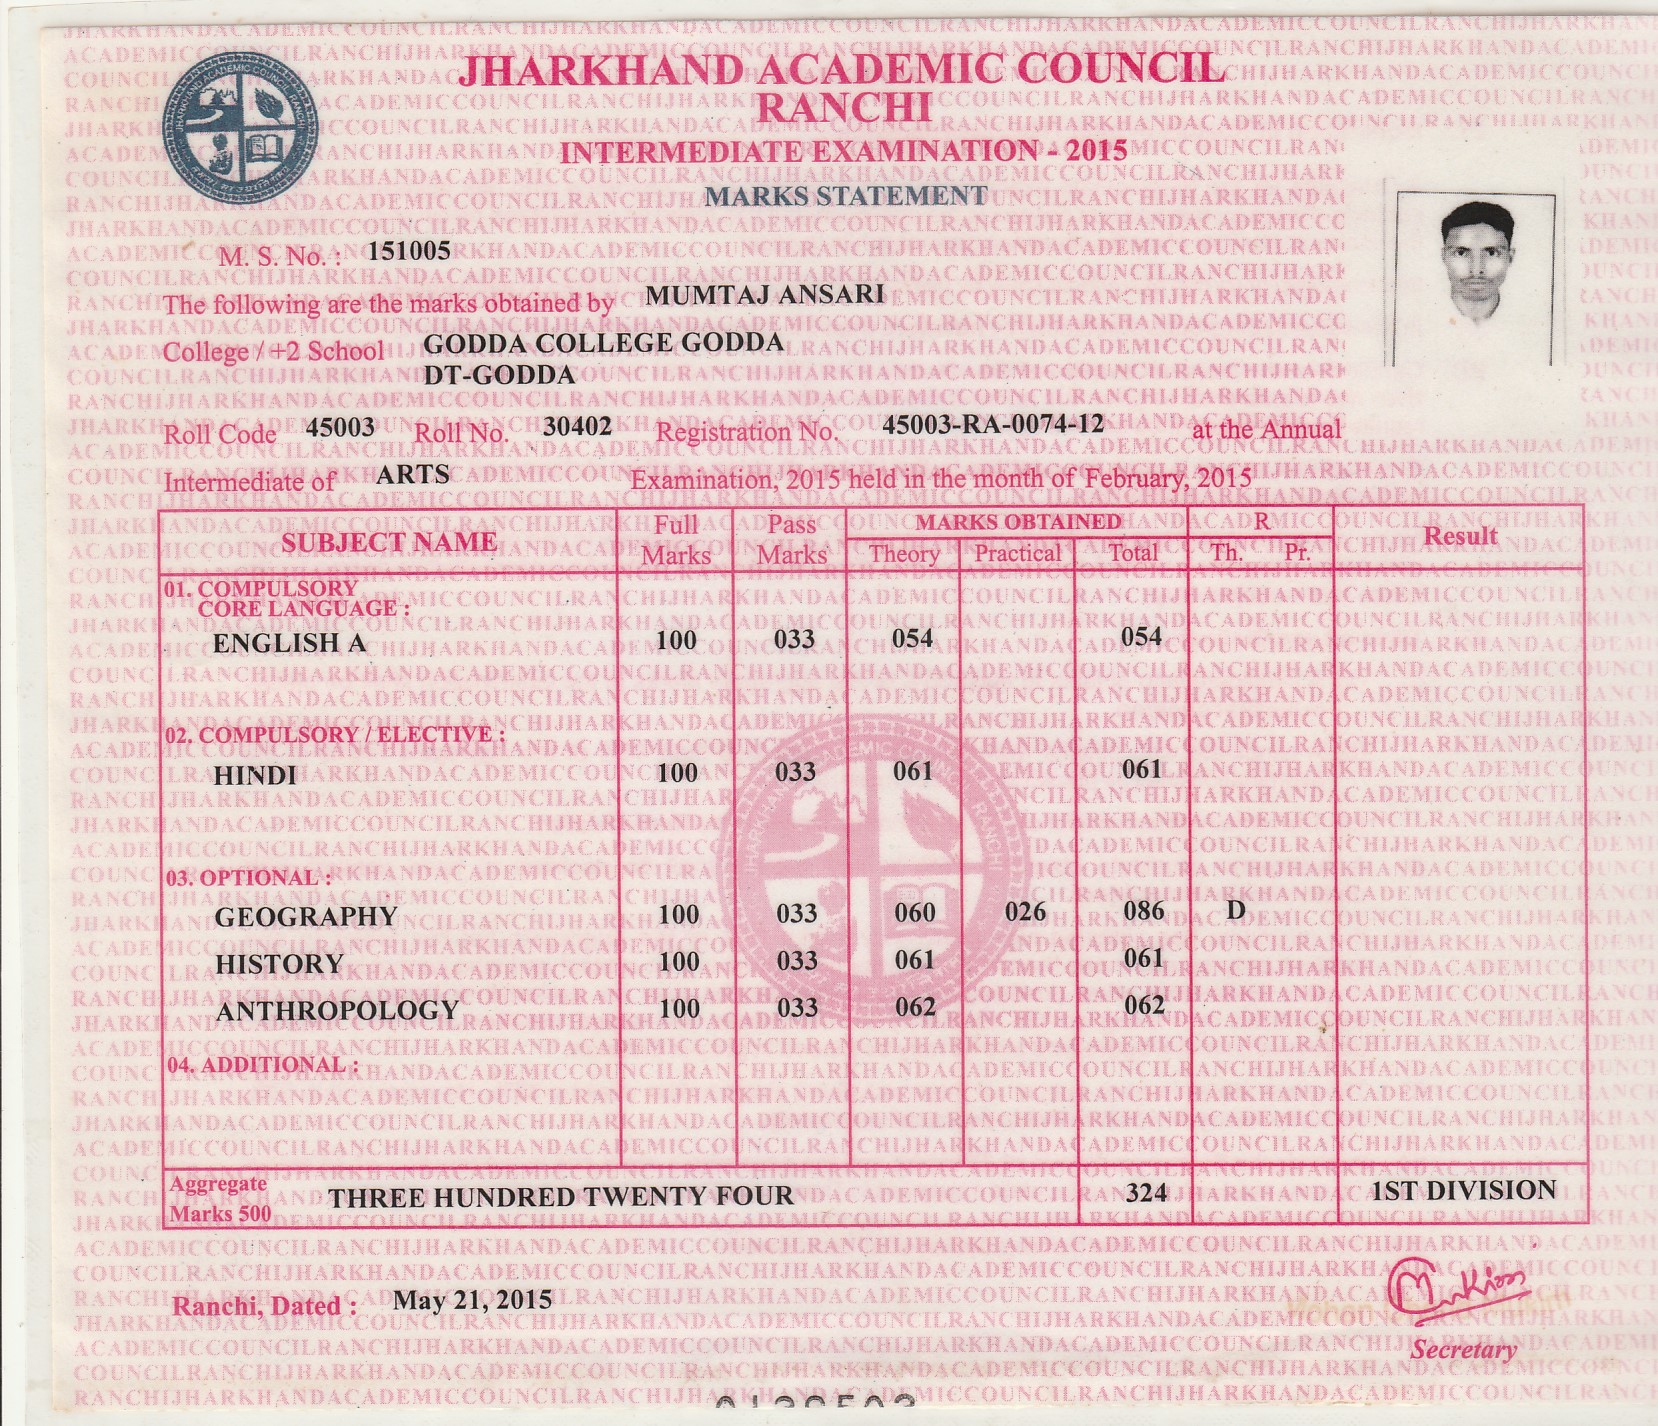 JHARKHAND ACADEMIC COUNCIL
RANCHI
INTERMEDIATE EXAMINATION - 2015
MARKS STATEMENT
M. S. No. : 151005
The following are the marks obtained by MUMTAJ ANSARI
College / +2 School GODDA COLLEGE GODDA
DT-GODDA
Roll Code 45003 Roll No. 30402 Registration No. 45003-RA-0074-12 at the Annual
Intermediate of ARTS Examination, 2015 held in the month of February, 2015
SUBJECT NAME Full Marks Pass Marks MARKS OBTAINED R Result
Theory Practical Total Th. Pr.
01. COMPULSORY
CORE LANGUAGE :
ENGLISH A 100 033 054 054
02. COMPULSORY / ELECTIVE :
HINDI 100 033 061 061
03. OPTIONAL :
GEOGRAPHY 100 033 060 026 086 D
HISTORY 100 033 061 061
ANTHROPOLOGY 100 033 062 062
04. ADDITIONAL :
Aggregate
Marks 500 THREE HUNDRED TWENTY FOUR 324 1ST DIVISION
Ranchi, Dated : May 21, 2015
Secretary